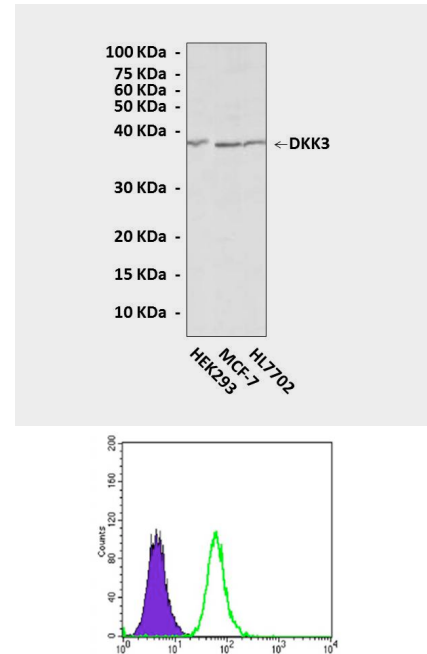 100 KDa -
75 KDa -
60 KDa -
50 KDa -
40 KDa -
←DKK3
30 KDa -
20 KDa -
15 KDa -
10 KDa -
HEK293
MCF-7
HL7702
200
160
120
80
40
0
Counts
10⁰ 10¹ 10² 10³ 10⁴